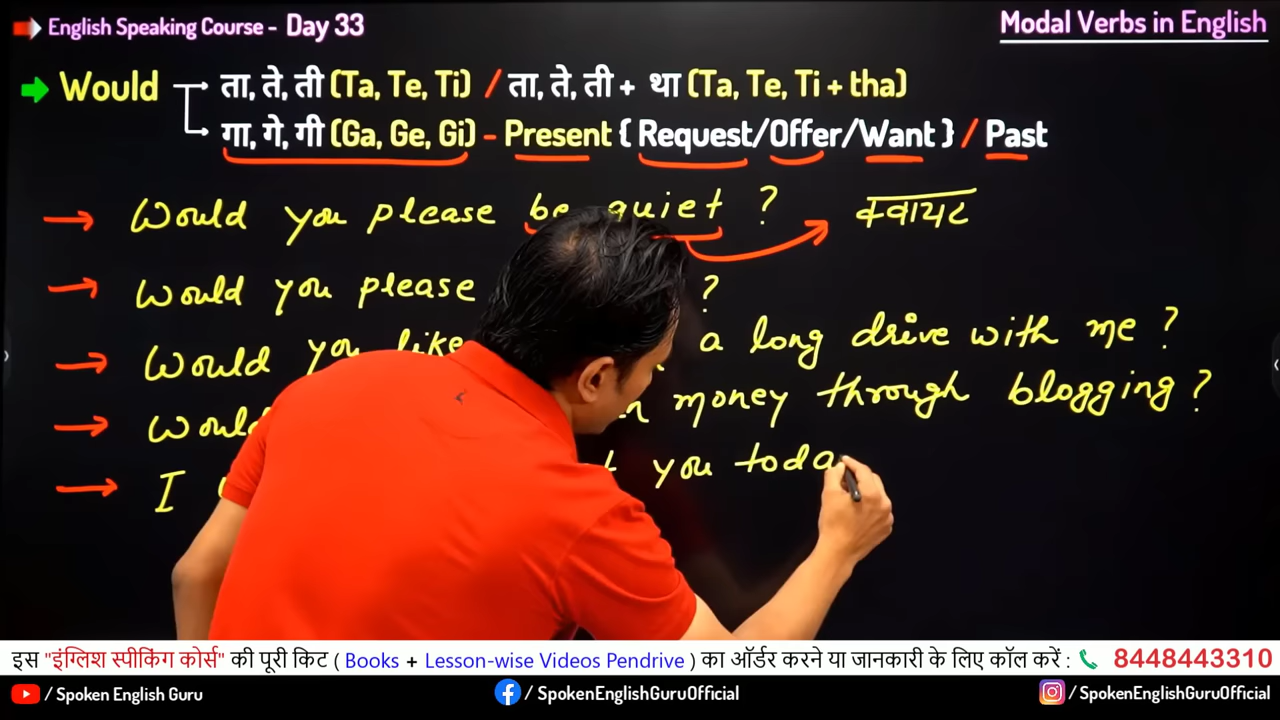 English Speaking Course - Day 33
Modal Verbs in English
Would
ता, ते, ती (Ta, Te, Ti) / ता, ते, ती + था (Ta, Te, Ti + tha)
गा, गे, गी (Ga, Ge, Gi) - Present { Request/Offer/Want } / Past
Would you please be quiet ? क्वायट
Would you please ?
Would you like a long drive with me ?
Would money through blogging ?
I you toda
इस "इंग्लिश स्पीकिंग कोर्स" की पूरी किट ( Books + Lesson-wise Videos Pendrive ) का ऑर्डर करने या जानकारी के लिए कॉल करें : 8448443310
/ Spoken English Guru
/ SpokenEnglishGuruOfficial
/ SpokenEnglishGuruOfficial